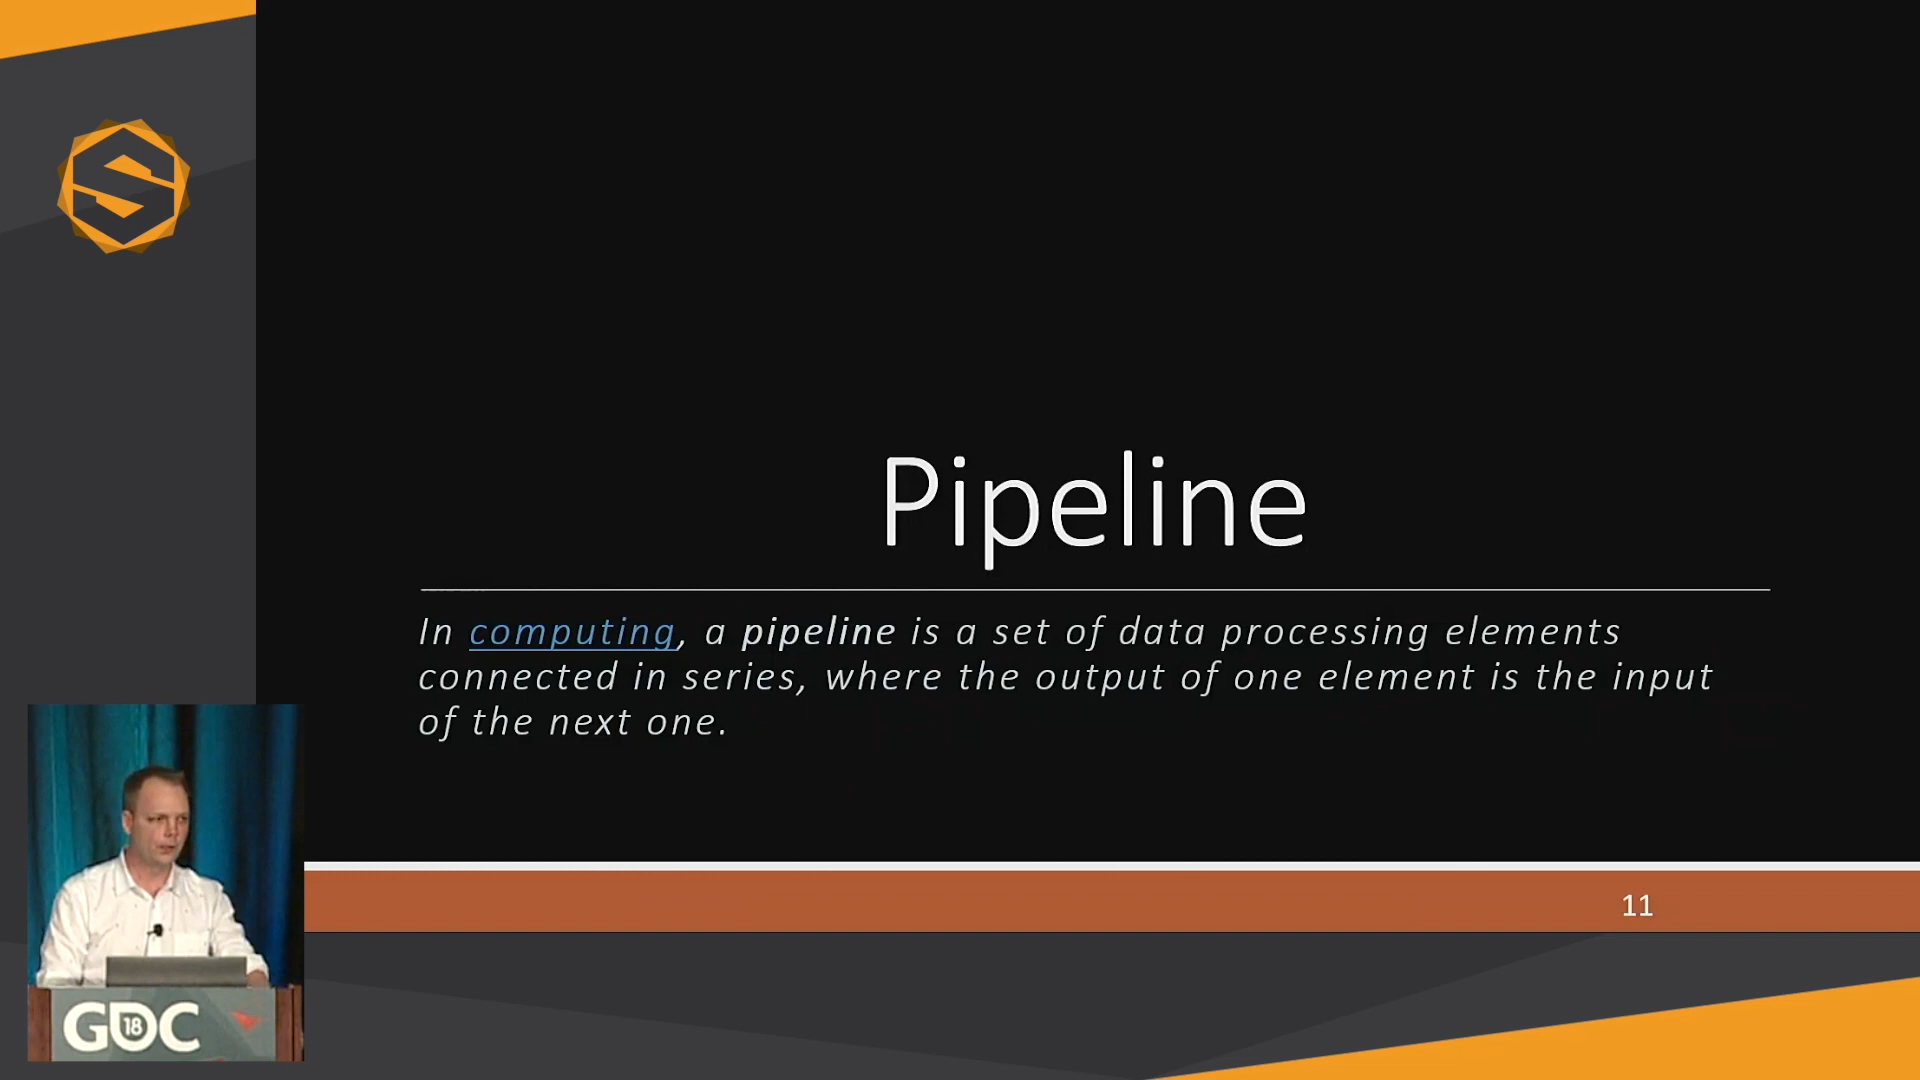 Pipeline
In computing, a pipeline is a set of data processing elements
connected in series, where the output of one element is the input
of the next one.
11
GDC
18